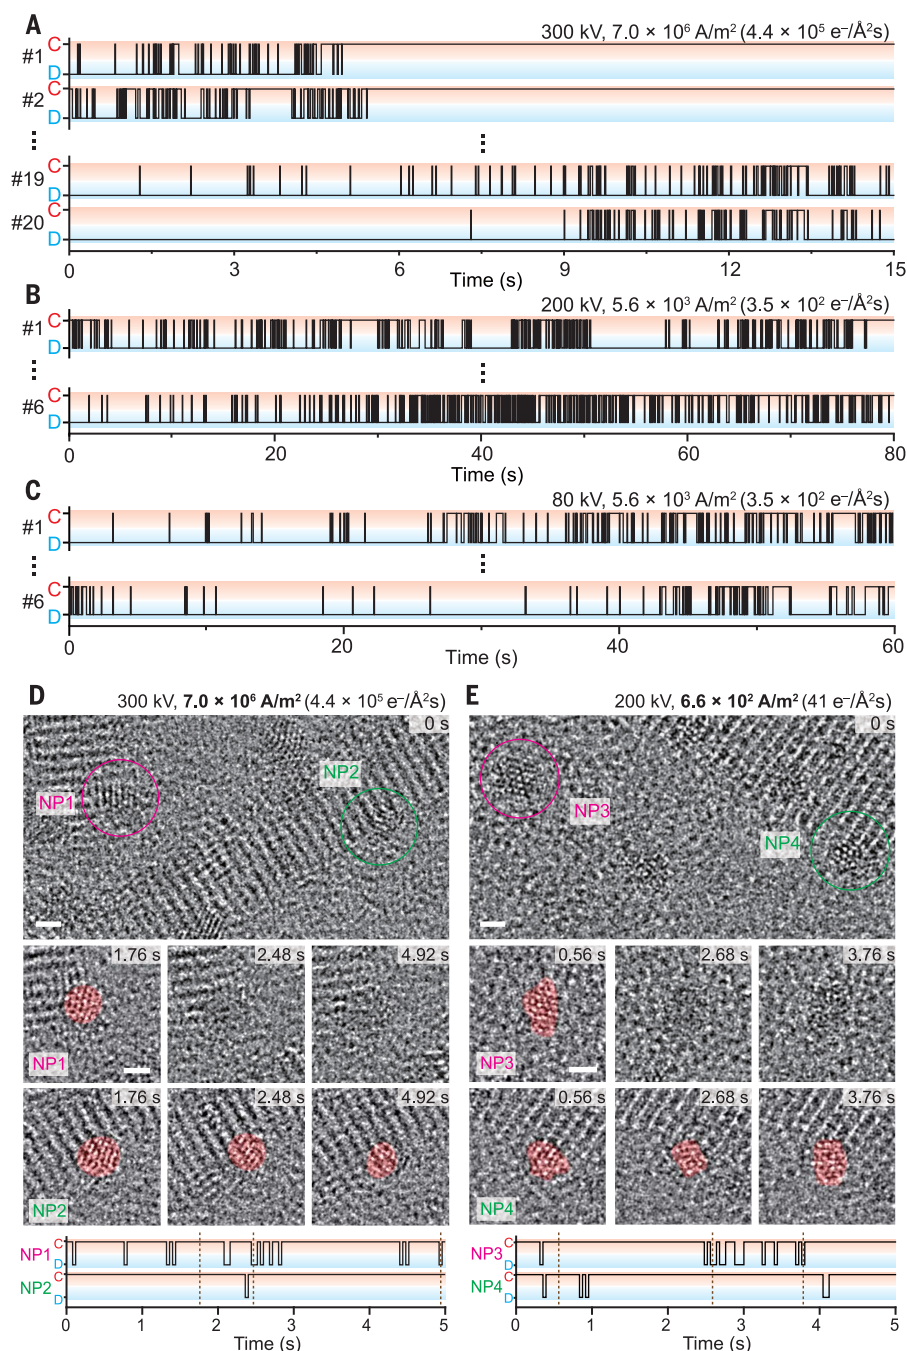 A
300 kV, 7.0 × 10⁶ A/m² (4.4 × 10⁵ e⁻/Å²s)
#1 C
D
#2 C
D
#19 C
D
#20 C
D
0 3 6 9 12 15
Time (s)
B
200 kV, 5.6 × 10³ A/m² (3.5 × 10² e⁻/Å²s)
#1 C
D
#6 C
D
0 20 40 60 80
Time (s)
C
80 kV, 5.6 × 10³ A/m² (3.5 × 10² e⁻/Å²s)
#1 C
D
#6 C
D
0 20 40 60
Time (s)
D
300 kV, 7.0 × 10⁶ A/m² (4.4 × 10⁵ e⁻/Å²s)
0 s
NP1
NP2
1.76 s 2.48 s 4.92 s
NP1
1.76 s 2.48 s 4.92 s
NP2
NP1 C
D
NP2 C
D
0 1 2 3 4 5
Time (s)
E
200 kV, 6.6 × 10² A/m² (41 e⁻/Å²s)
0 s
NP3
NP4
0.56 s 2.68 s 3.76 s
NP3
0.56 s 2.68 s 3.76 s
NP4
NP3 C
D
NP4 C
D
0 1 2 3 4 5
Time (s)